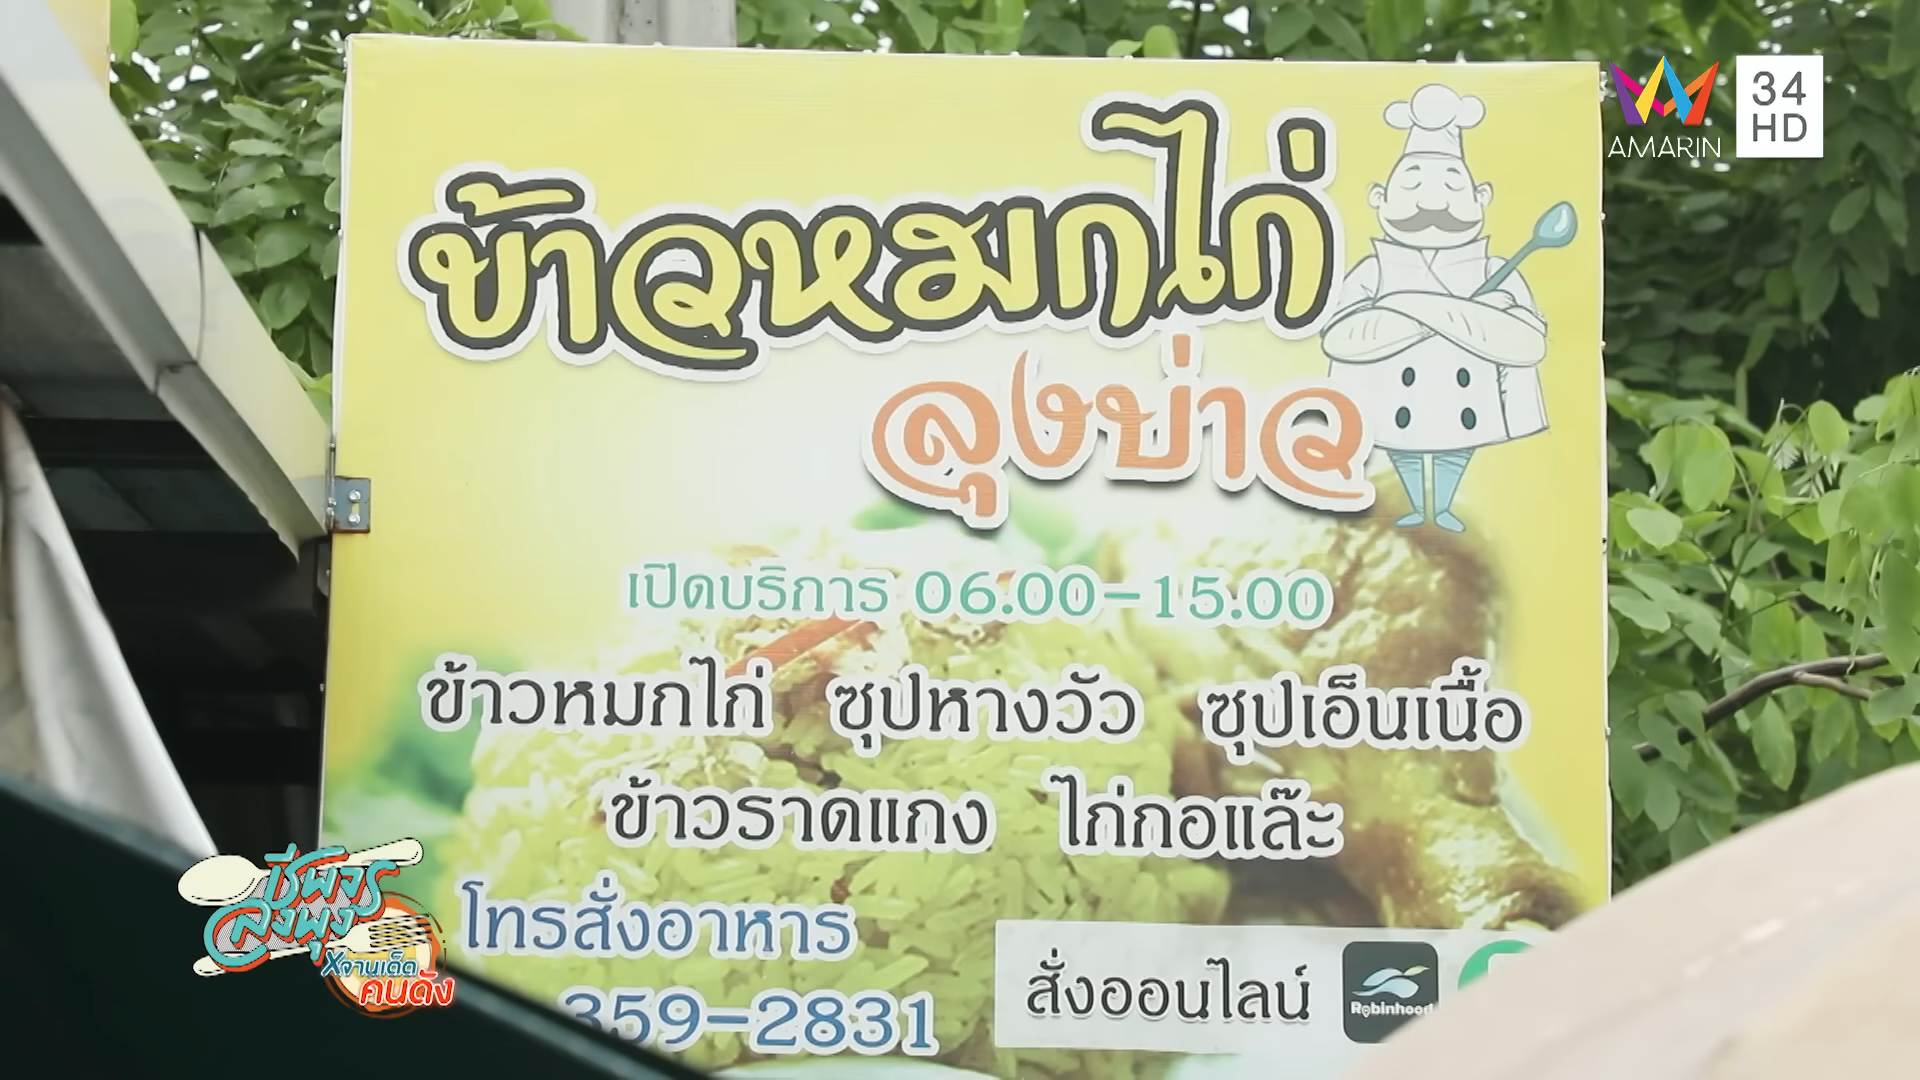 AMARIN
34
HD
ข้าวหมกไก่
ลุงบ่าว
เปิดบริการ 06.00-15.00
ข้าวหมกไก่ ซุปหางวัว ซุปเอ็นเนื้อ
ข้าวราดแกง ไก่กอและ๊
โทรสั่งอาหาร
359-2831
สั่งออนไลน์
Robinhood
ชีพจร
ลงพุง
Xจานเด็ด
คนดัง